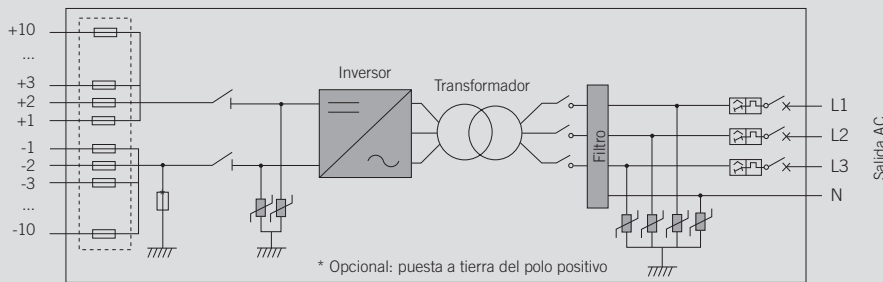 +10
...
+3
+2
+1
-1
-2
-3
...
-10
Inversor
Transformador
Filtro
L1
L2
L3
N
Salida AC
* Opcional: puesta a tierra del polo positivo